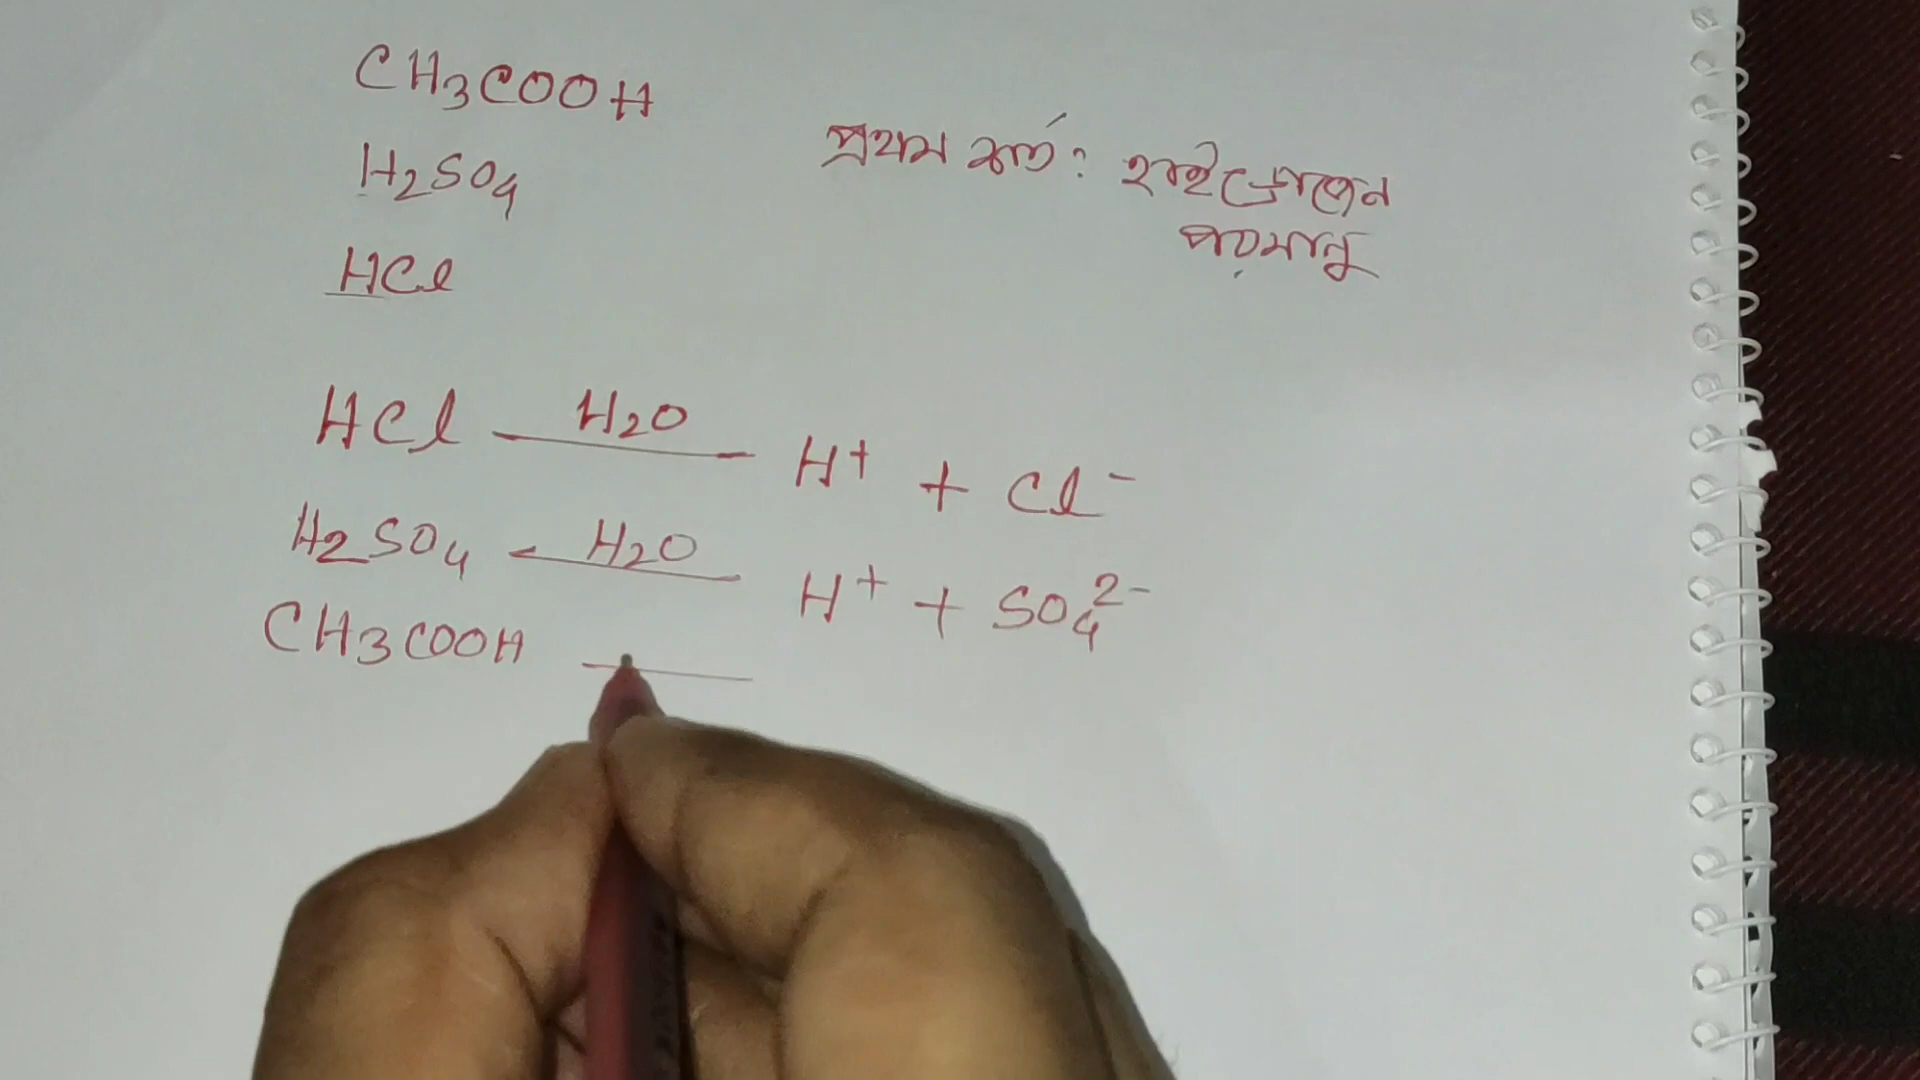 CH3COOH
H2SO4
HCl
প্রথম শর্ত: হাইড্রোজেন
পরমানু
HCl H2O H+ + Cl-
H2SO4 H2O H+ + SO4 2-
CH3COOH